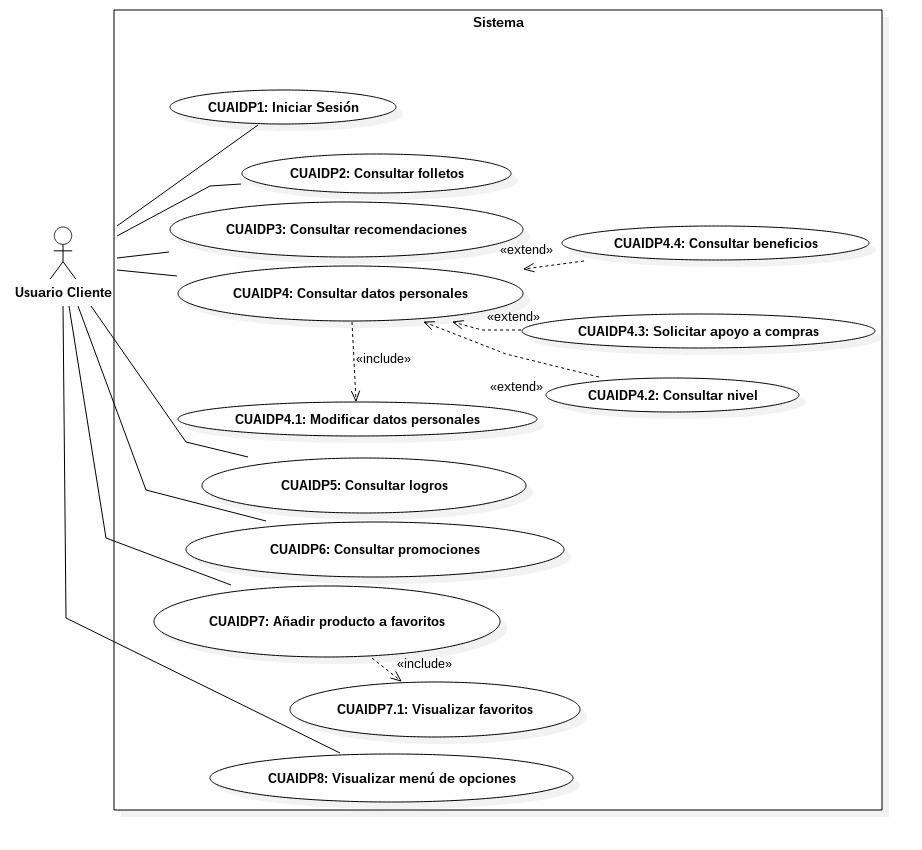 Sistema
CUAIDP1: Iniciar Sesión
CUAIDP2: Consultar folletos
CUAIDP3: Consultar recomendaciones
«extend»
CUAIDP4.4: Consultar beneficios
Usuario Cliente
CUAIDP4: Consultar datos personales
«extend»
CUAIDP4.3: Solicitar apoyo a compras
«include»
«extend»
CUAIDP4.2: Consultar nivel
CUAIDP4.1: Modificar datos personales
CUAIDP5: Consultar logros
CUAIDP6: Consultar promociones
CUAIDP7: Añadir producto a favoritos
«include»
CUAIDP7.1: Visualizar favoritos
CUAIDP8: Visualizar menú de opciones